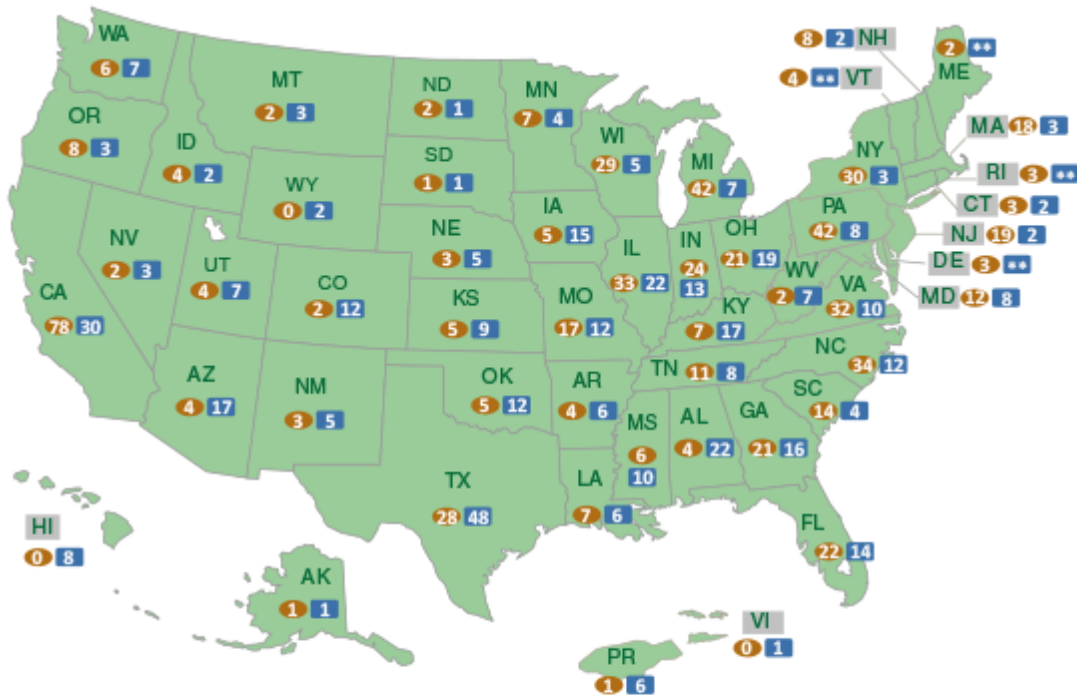 WA
6 7
OR
8 3
CA
78 30
NV
2 3
ID
4 2
MT
2 3
WY
0 2
UT
4 7
AZ
4 17
CO
2 12
NM
3 5
ND
2 1
SD
1 1
NE
3 5
KS
5 9
OK
5 12
TX
28 48
MN
7 4
IA
5 15
MO
17 12
AR
4 6
LA
7 6
WI
29 5
IL
33 22
MI
42 7
IN
24
13
OH
21 19
KY
7 17
TN
11 8
MS
6
10
AL
4 22
GA
21 16
FL
22 14
SC
14 4
NC
34 12
VA
32 10
WV
2 7
PA
42 8
NY
30 3
8 2 NH
4 ** VT
2 **
ME
MA 18 3
RI 3 **
CT 3 2
NJ 19 2
DE 3 **
MD 12 8
HI
0 8
AK
1 1
PR
1 6
VI
0 1